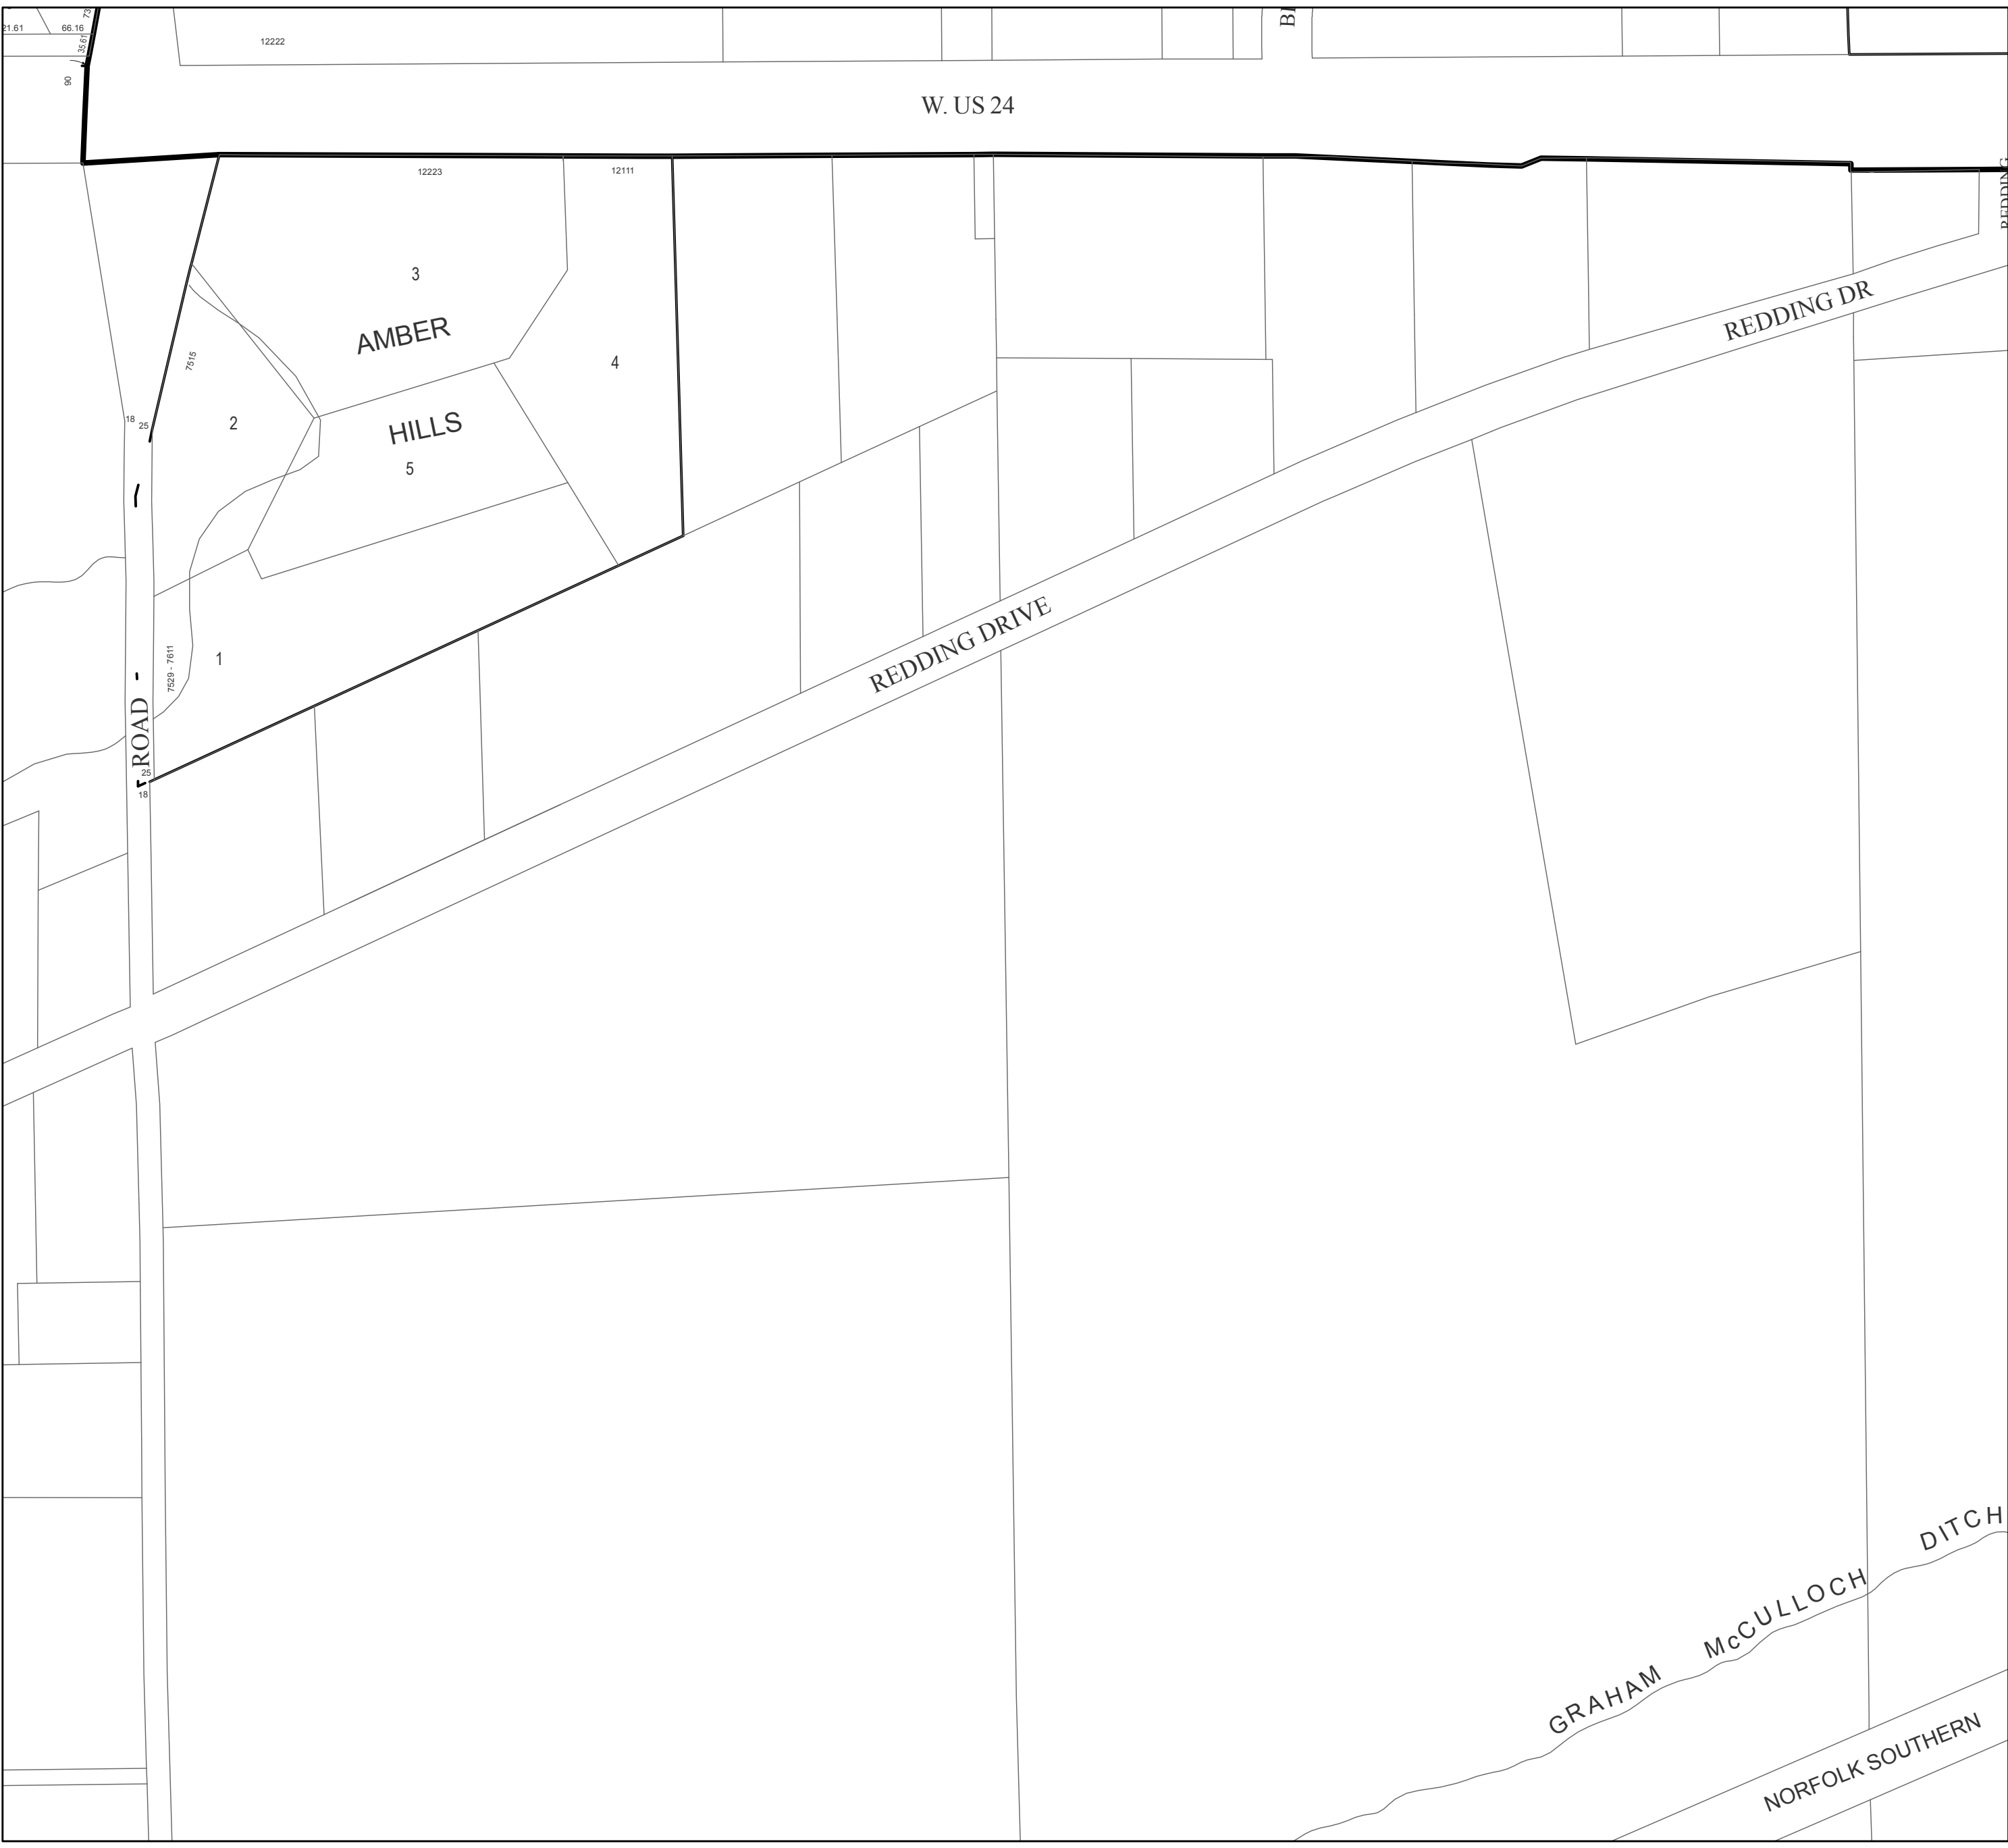 21.61
66.16
73
35.61
90
12222
W. US 24
12223
12111
3
AMBER
4
7515
2
HILLS
5
18
25
REDDING DR
REDDING
REDDING DRIVE
7529 - 7611
1
ROAD
25
18
GRAHAM McCULLOCH DITCH
NORFOLK SOUTHERN